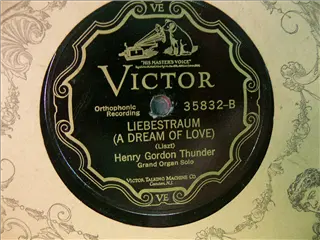 VE
"HIS MASTER'S VOICE"
VICTOR
Orthophonic
Recording
35832-B
LIEBESTRAUM
(A DREAM OF LOVE)
(Liszt)
Henry Gordon Thunder
Grand Organ Solo
VICTOR TALKING MACHINE CO.
Camden, N.J.
VE